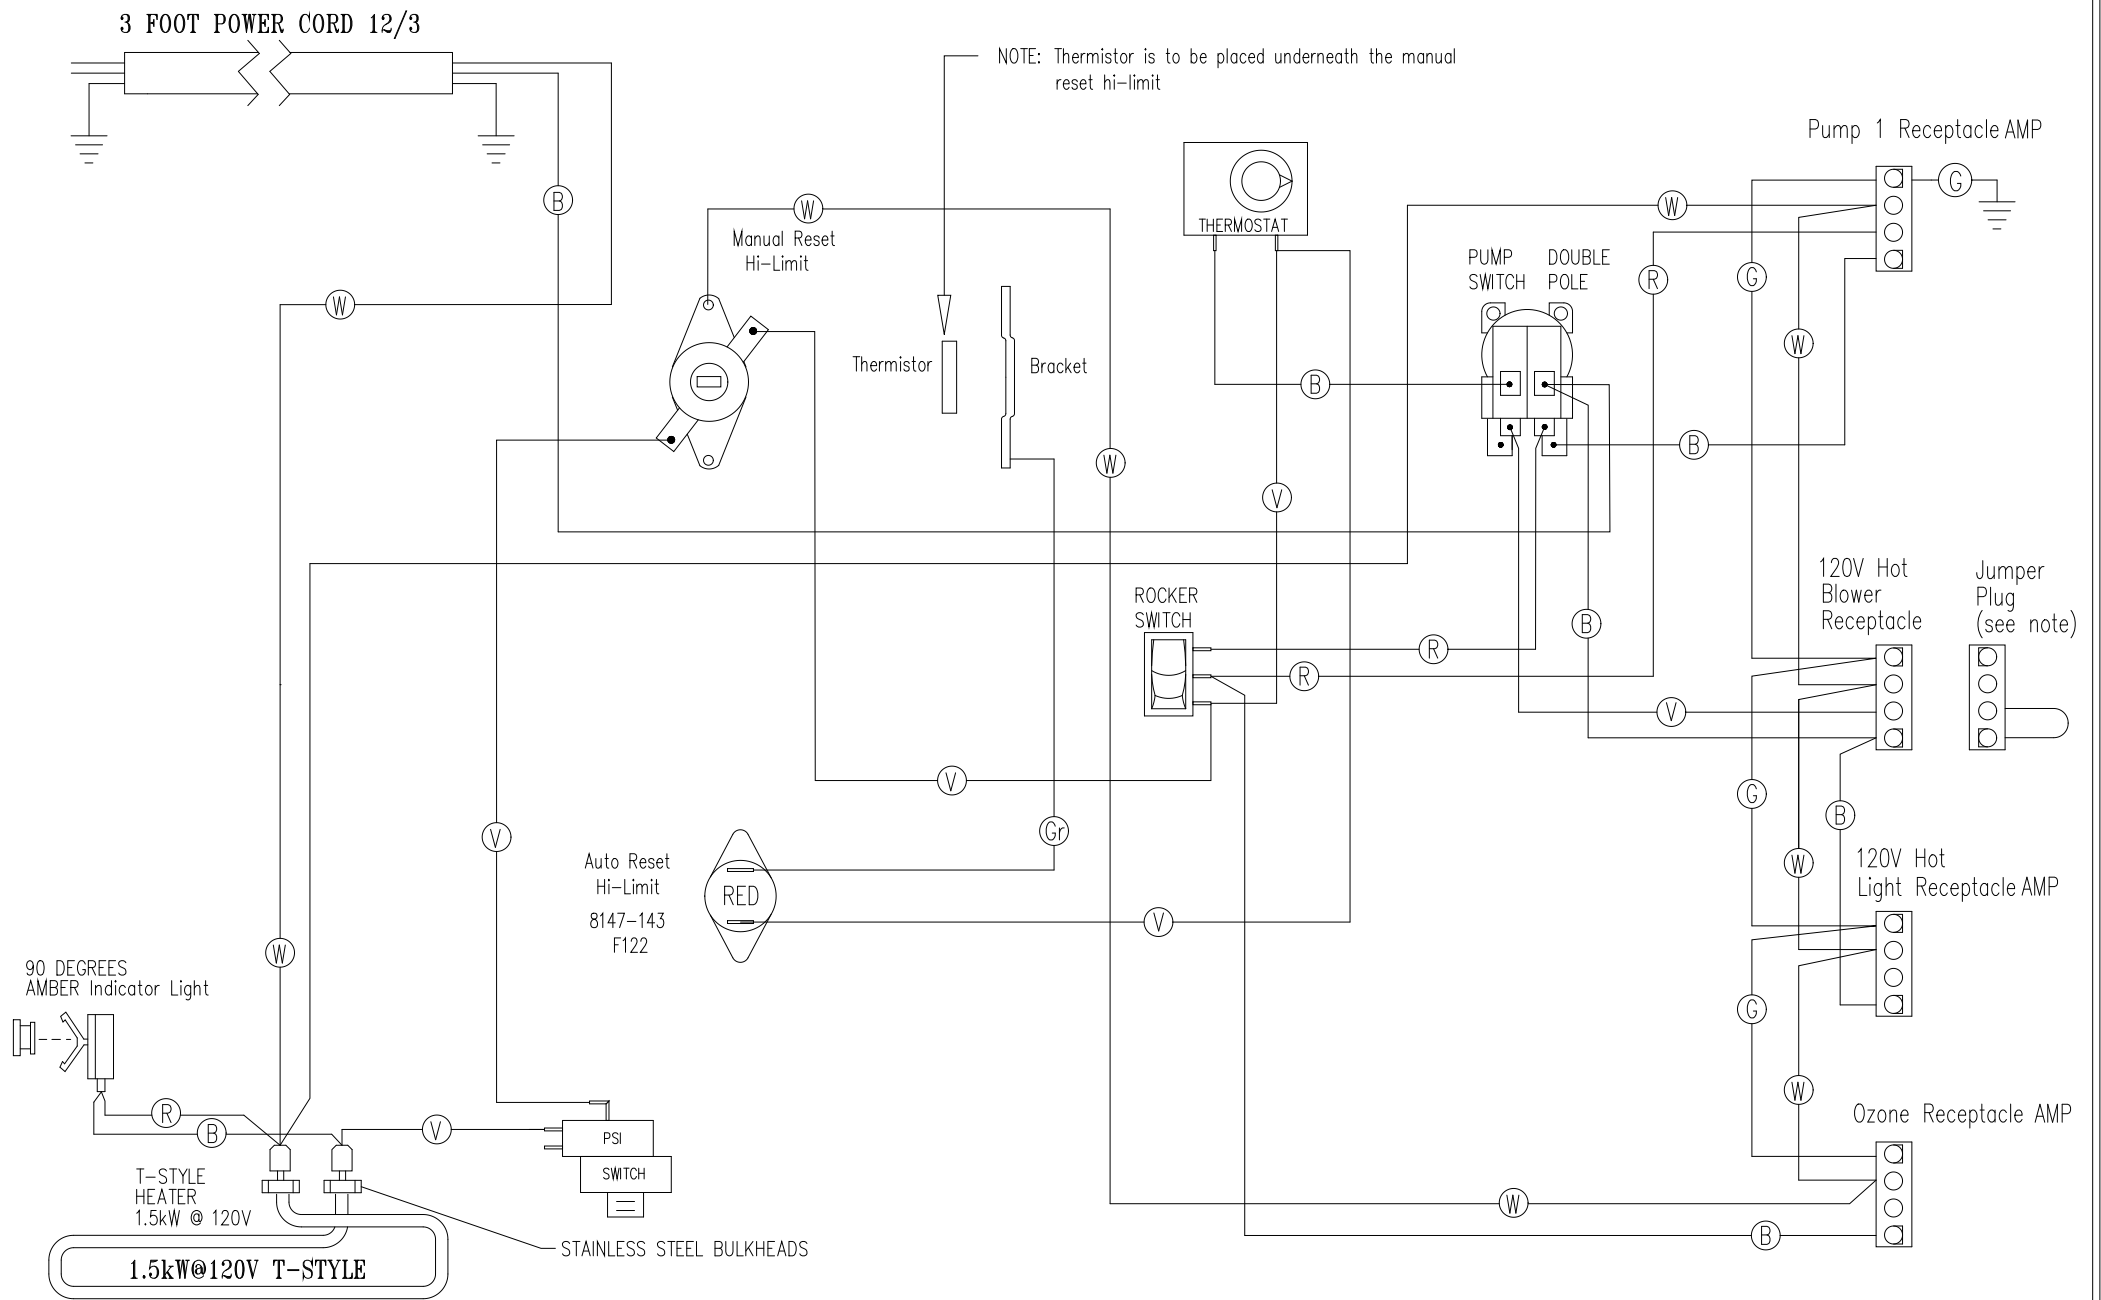 3 FOOT POWER CORD 12/3
NOTE: Thermistor is to be placed underneath the manual
reset hi-limit
Pump 1 Receptacle AMP
G
W
B
W
THERMOSTAT
Manual Reset
Hi-Limit
PUMP
SWITCH
DOUBLE
POLE
R
G
W
W
Thermistor
Bracket
B
B
W
V
120V Hot
Blower
Receptacle
Jumper
Plug
(see note)
ROCKER
SWITCH
B
R
R
V
V
G
B
V
Gr
Auto Reset
Hi-Limit
8147-143
F122
RED
V
W
120V Hot
Light Receptacle AMP
W
90 DEGREES
AMBER Indicator Light
G
W
R
B
V
PSI
SWITCH
Ozone Receptacle AMP
T-STYLE
HEATER
1.5kW @ 120V
W
B
STAINLESS STEEL BULKHEADS
1.5kW@120V T-STYLE